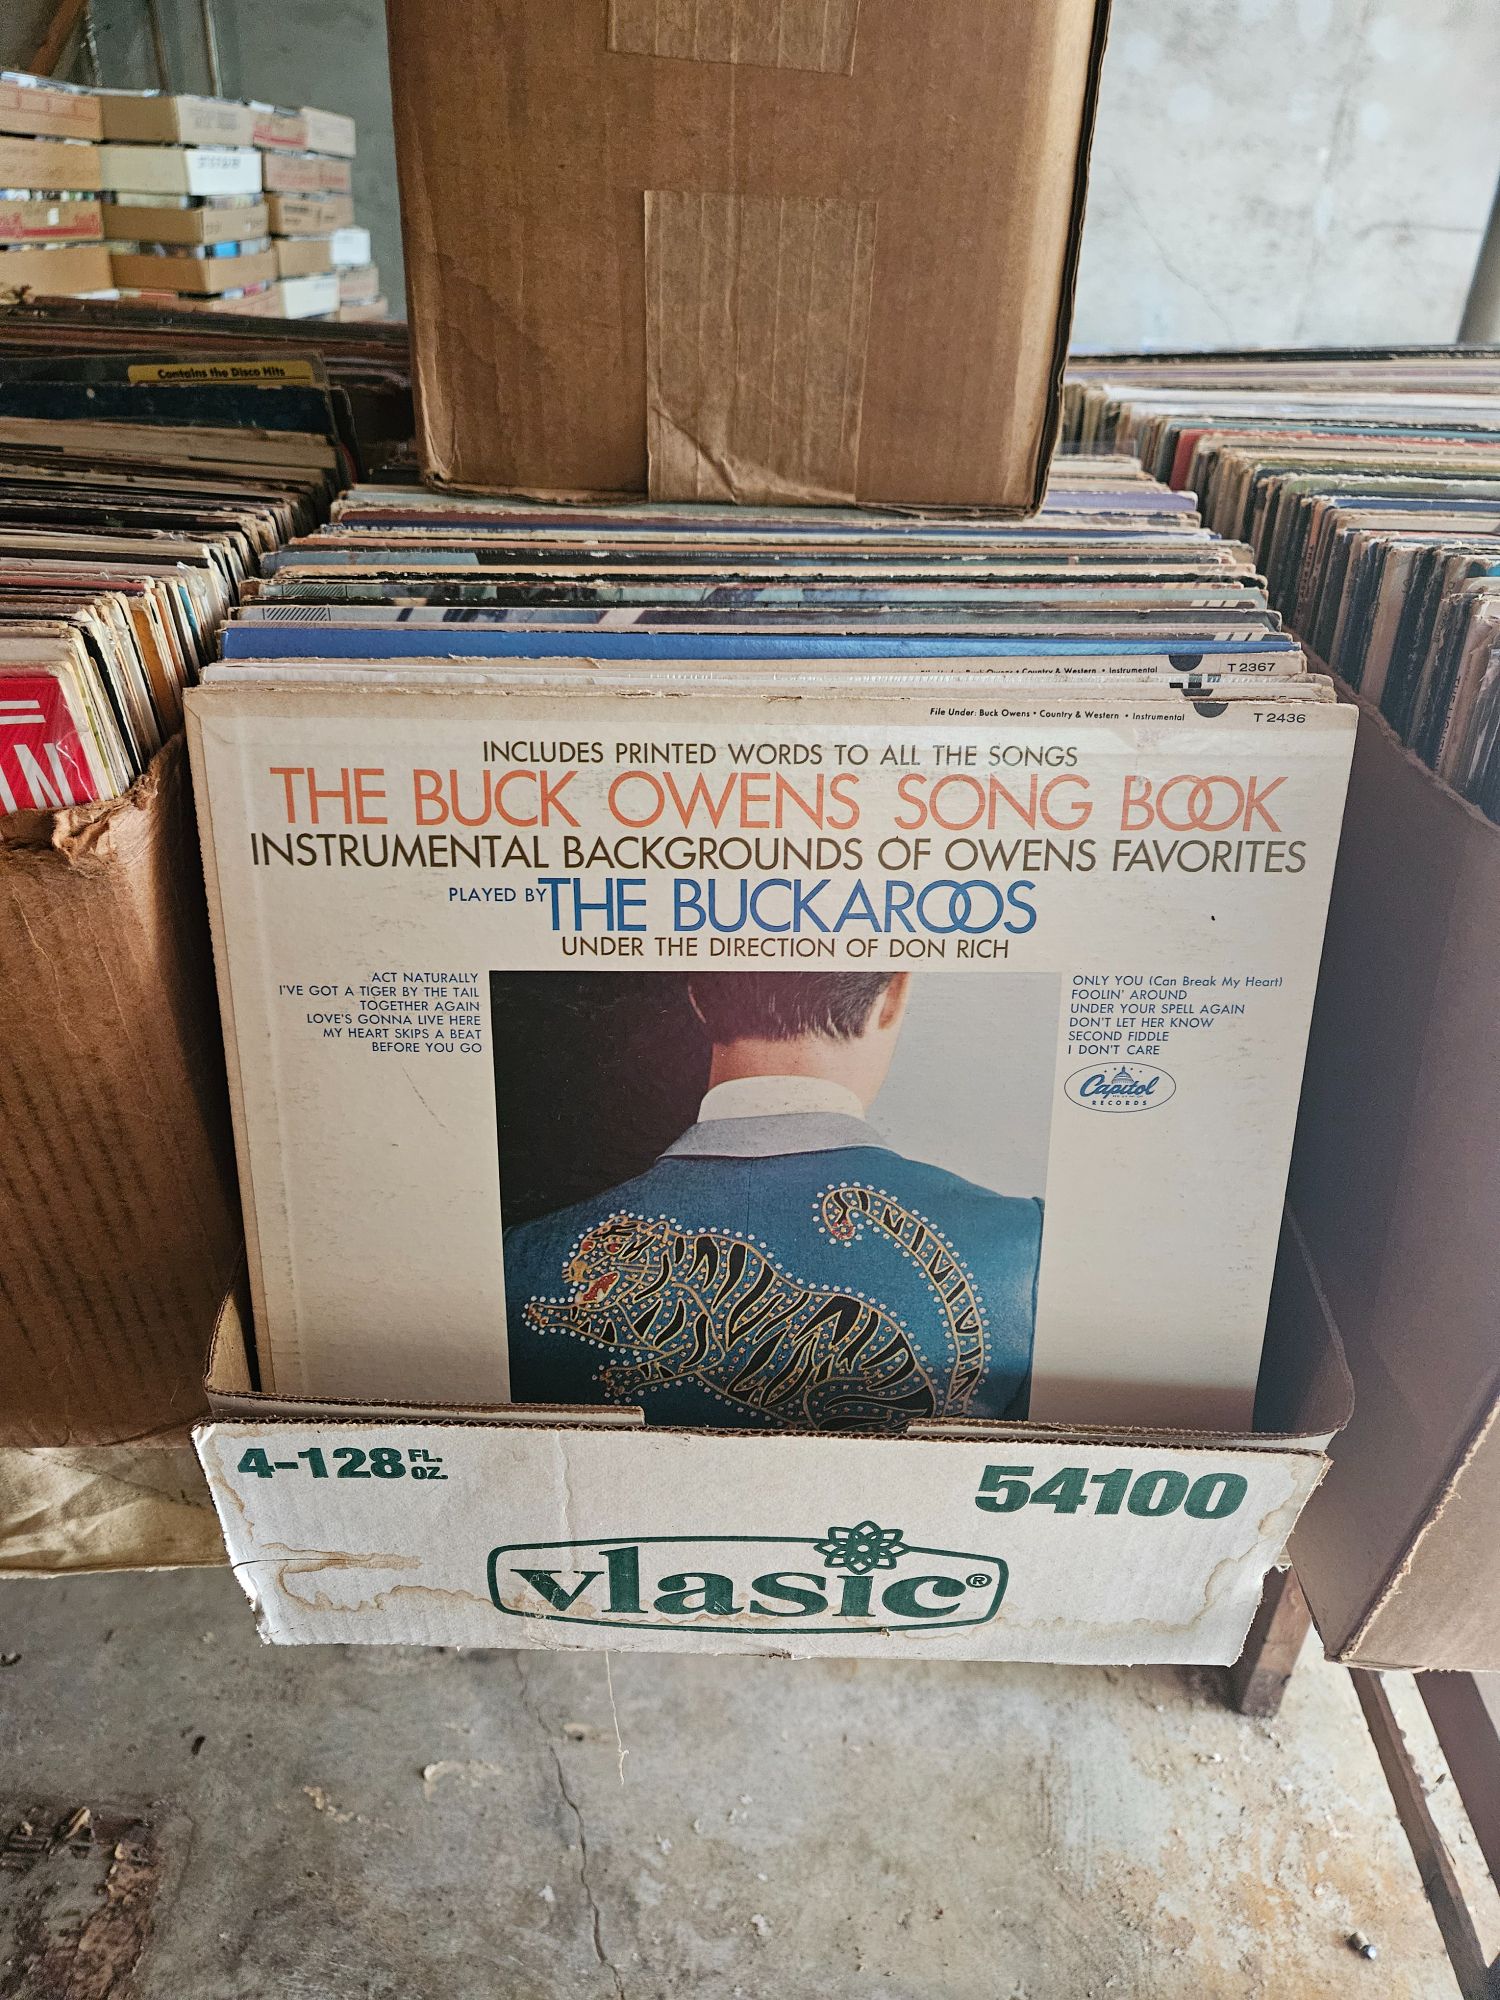 Contains the Disco Hits
Country & Western • Instrumental
T 2367
File Under: Buck Owens • Country & Western • Instrumental
T 2436
INCLUDES PRINTED WORDS TO ALL THE SONGS
THE BUCK OWENS SONG BOOK
INSTRUMENTAL BACKGROUNDS OF OWENS FAVORITES
PLAYED BY THE BUCKAROOS
UNDER THE DIRECTION OF DON RICH
ACT NATURALLY
I'VE GOT A TIGER BY THE TAIL
TOGETHER AGAIN
LOVE'S GONNA LIVE HERE
MY HEART SKIPS A BEAT
BEFORE YOU GO
ONLY YOU (Can Break My Heart)
FOOLIN' AROUND
UNDER YOUR SPELL AGAIN
DON'T LET HER KNOW
SECOND FIDDLE
I DON'T CARE
Capitol
RECORDS
4-128 FL. OZ.
54100
vlasic®